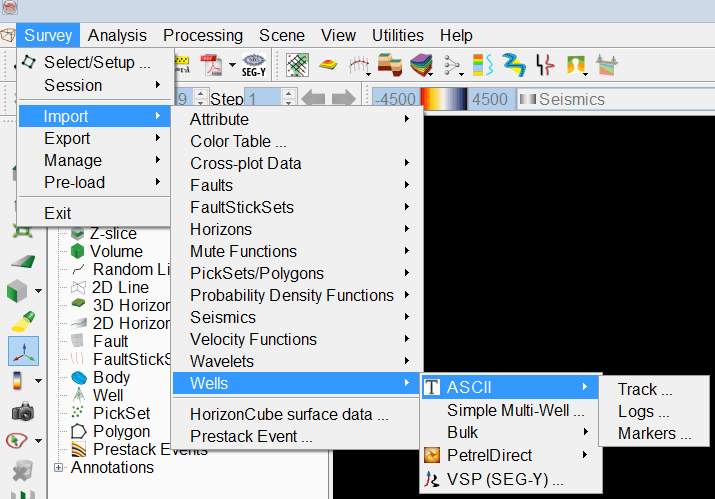 Survey Analysis Processing Scene View Utilities Help
Select/Setup ...
SEG-Y
Session
9 Step 1 -4500 4500 Seismics
Import
Export
Manage
Pre-load
Exit
Attribute
Color Table ...
Cross-plot Data
Faults
FaultStickSets
Horizons
Mute Functions
PickSets/Polygons
Probability Density Functions
Seismics
Velocity Functions
Wavelets
Wells
HorizonCube surface data ...
Prestack Event ...
ASCII
Simple Multi-Well ...
Bulk
PetrelDirect
VSP (SEG-Y) ...
Track ...
Logs ...
Markers ...
Z-slice
Volume
Random Li
2D Line
3D Horizon
2D Horizon
Fault
FaultStickS
Body
Well
PickSet
Polygon
Prestack Events
Annotations